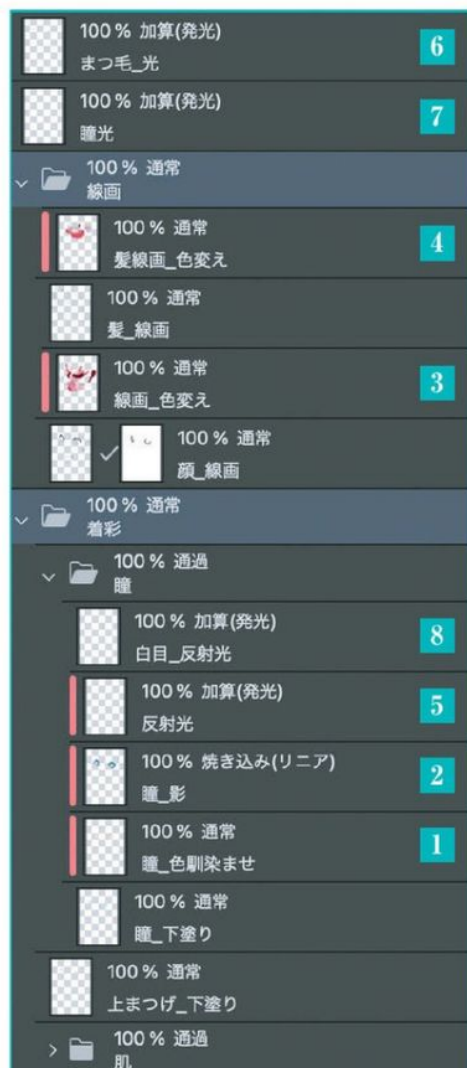 100 % 加算(発光)
まつ毛_光
6
100 % 加算(発光)
瞳光
7
100 % 通常
線画
100 % 通常
髪線画_色変え
4
100 % 通常
髪_線画
100 % 通常
線画_色変え
3
100 % 通常
顔_線画
100 % 通常
着彩
100 % 通過
瞳
100 % 加算(発光)
白目_反射光
8
100 % 加算(発光)
反射光
5
100 % 焼き込み(リニア)
瞳_影
2
100 % 通常
瞳_色馴染ませ
1
100 % 通常
瞳_下塗り
100 % 通常
上まつげ_下塗り
100 % 通過
肌